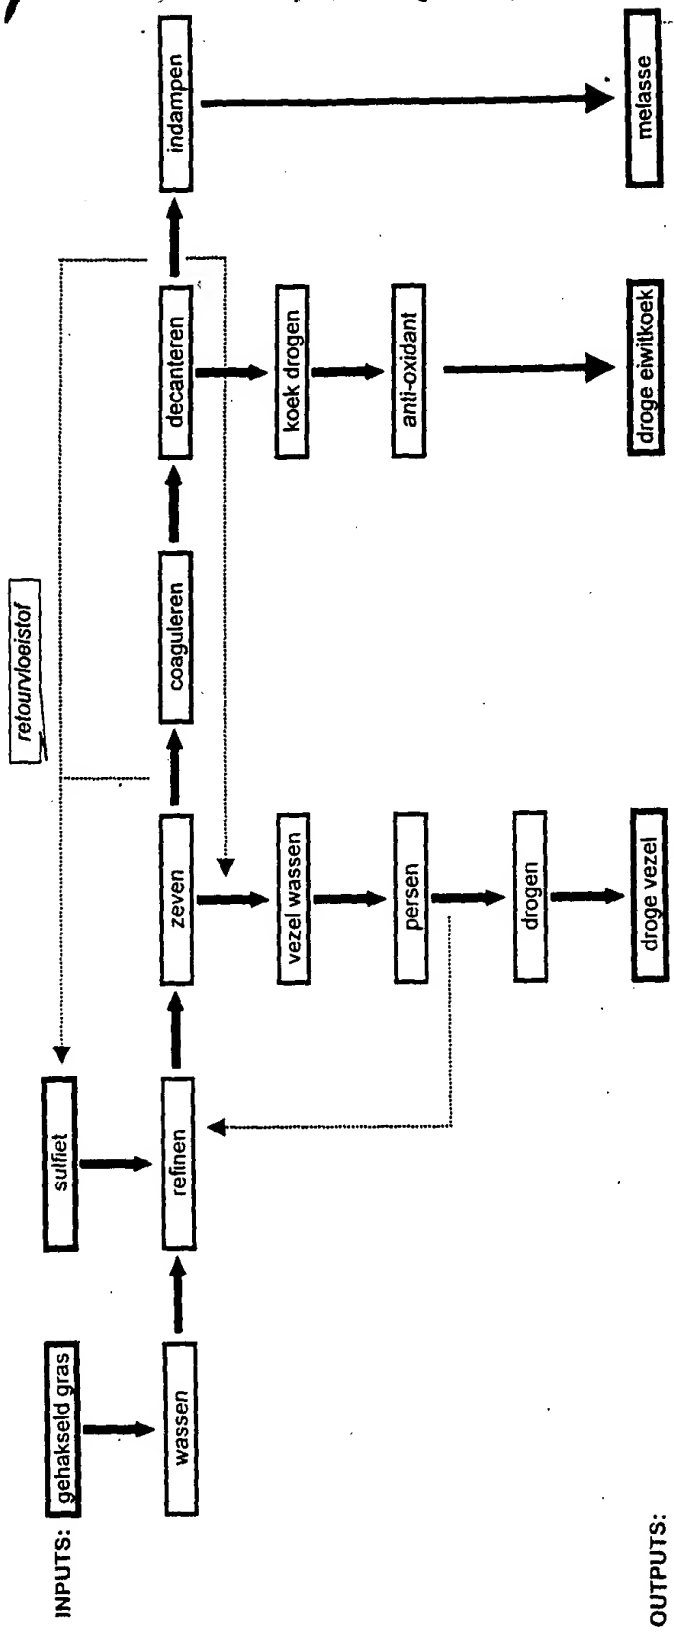 retourvloeistof
INPUTS:
gehakseld gras
sulfiet
wassen
refinen
zeven
coaguleren
decanteren
indampen
vezel wassen
koek drogen
persen
anti-oxidant
drogen
OUTPUTS:
droge vezel
droge eiwitkoek
melasse